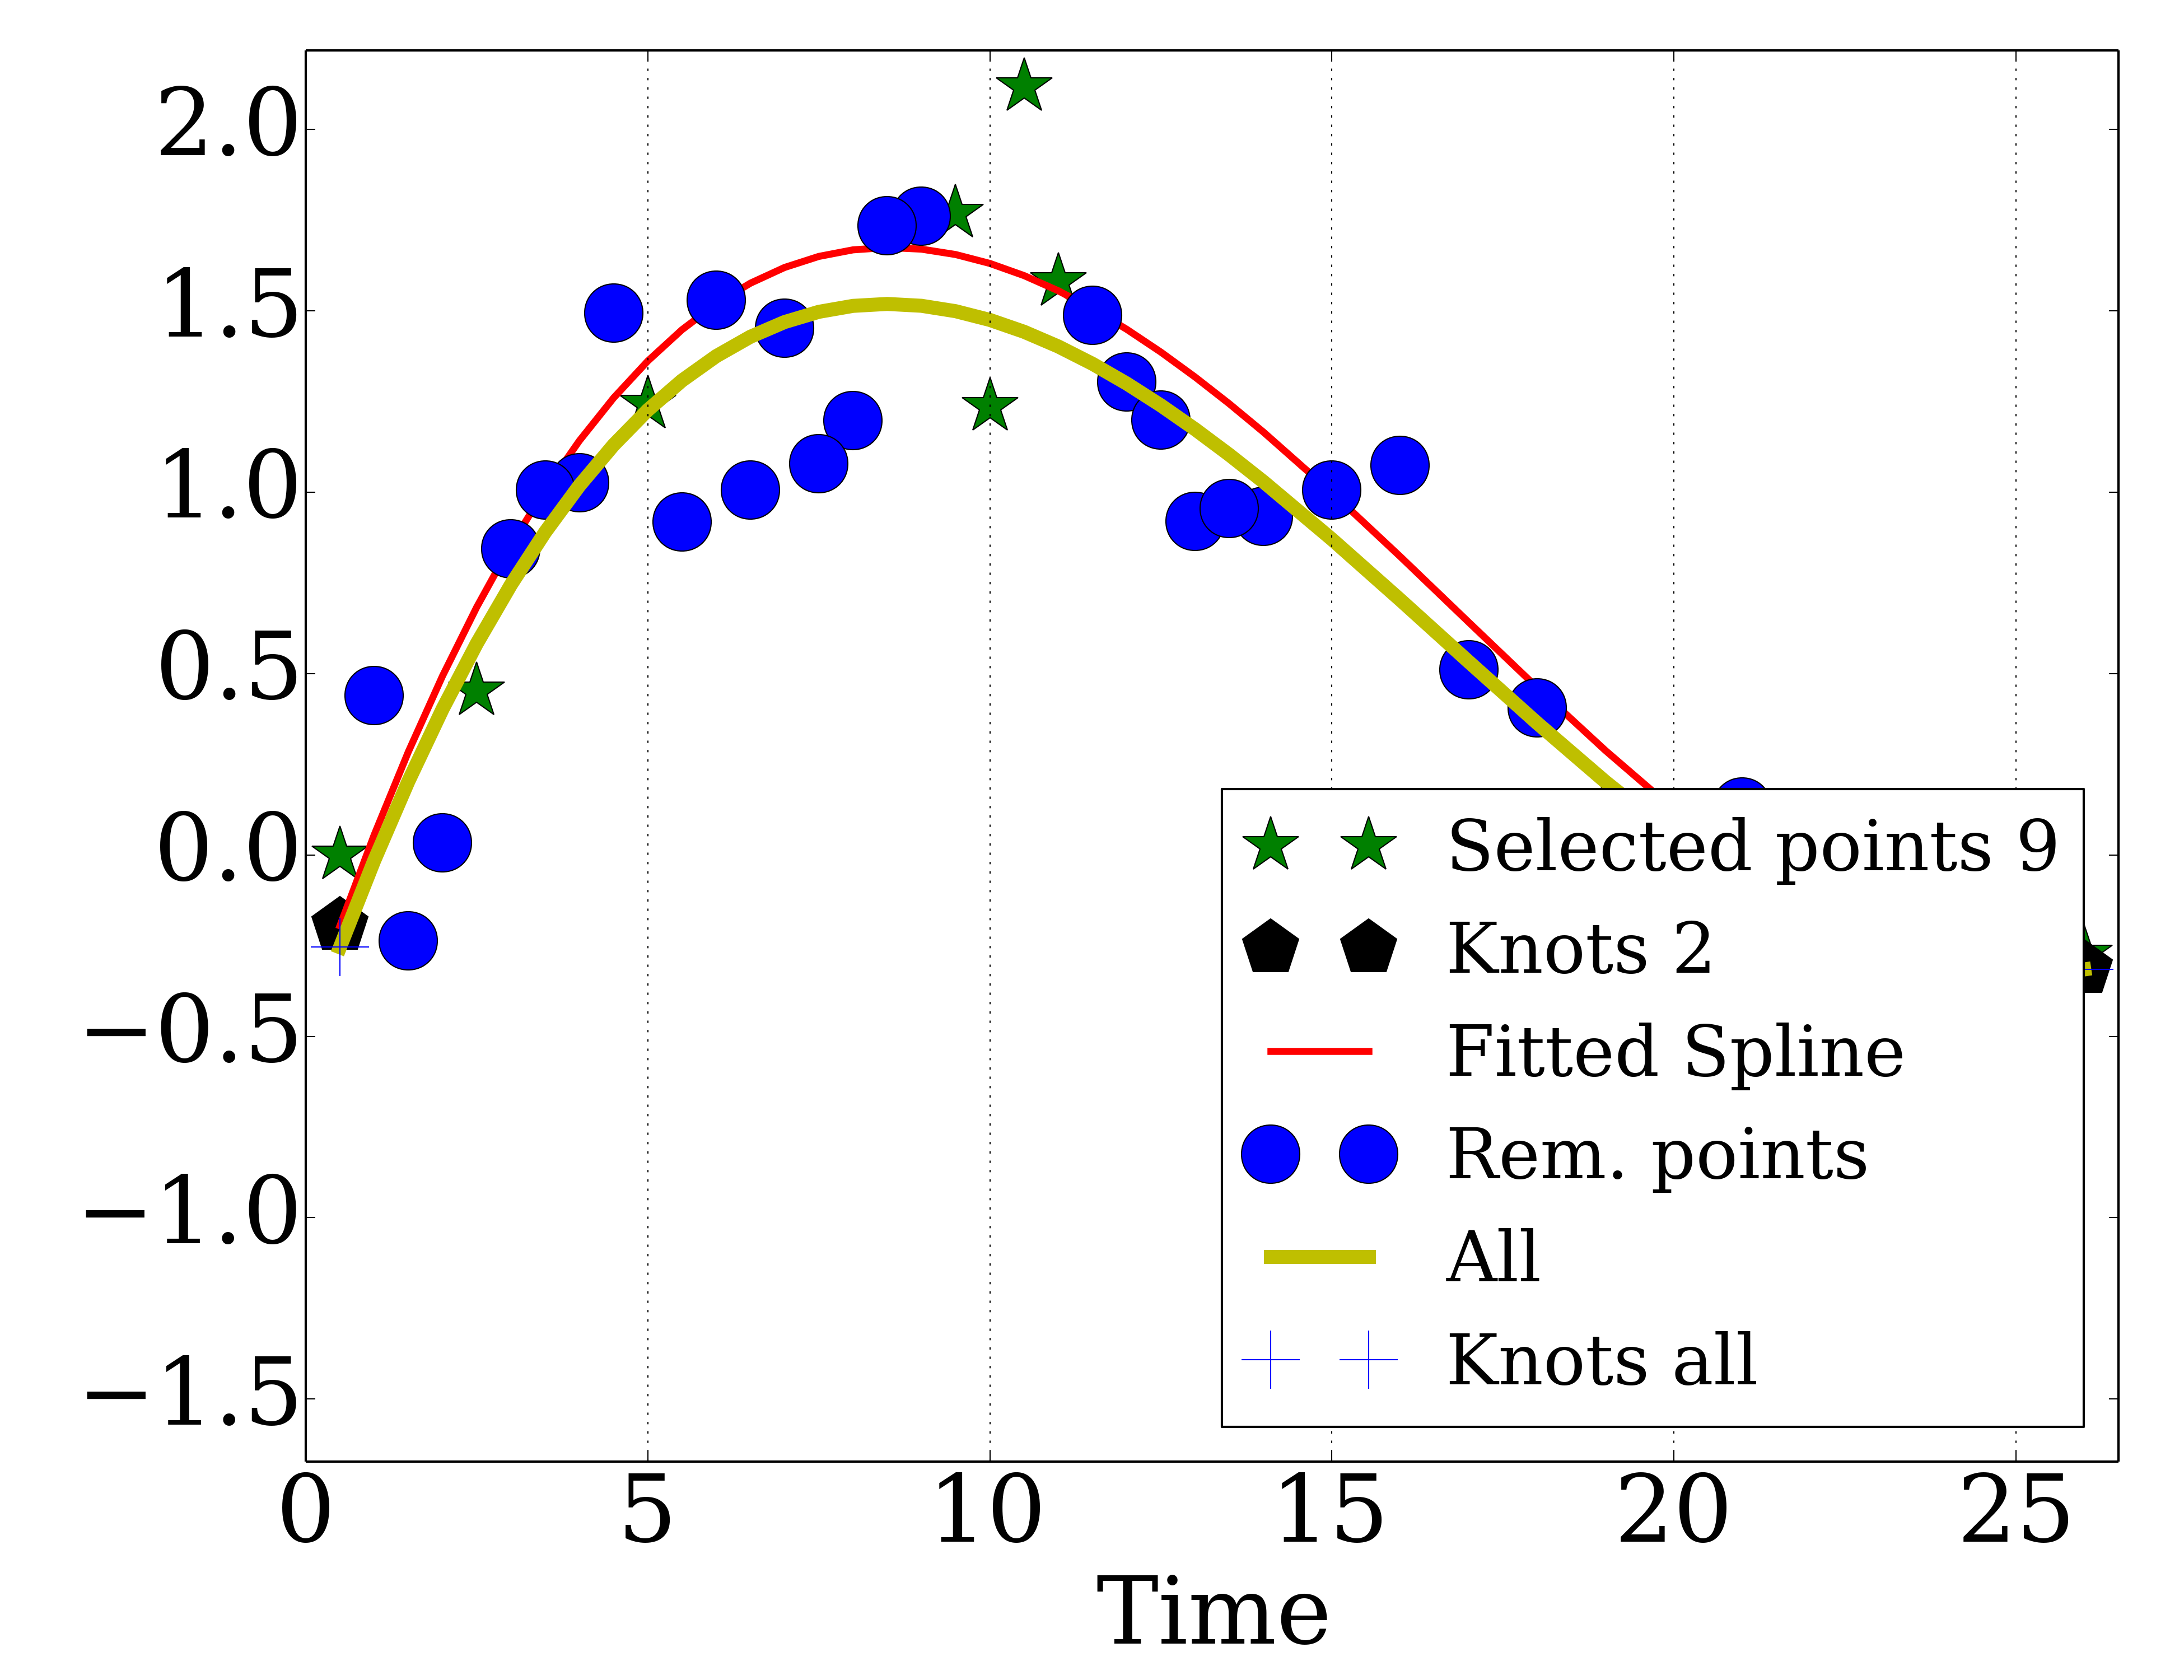 2.0
1.5
1.0
0.5
0.0
−0.5
−1.0
−1.5
Selected points 9
Knots 2
Fitted Spline
Rem. points
All
Knots all
0 5 10 15 20 25
Time